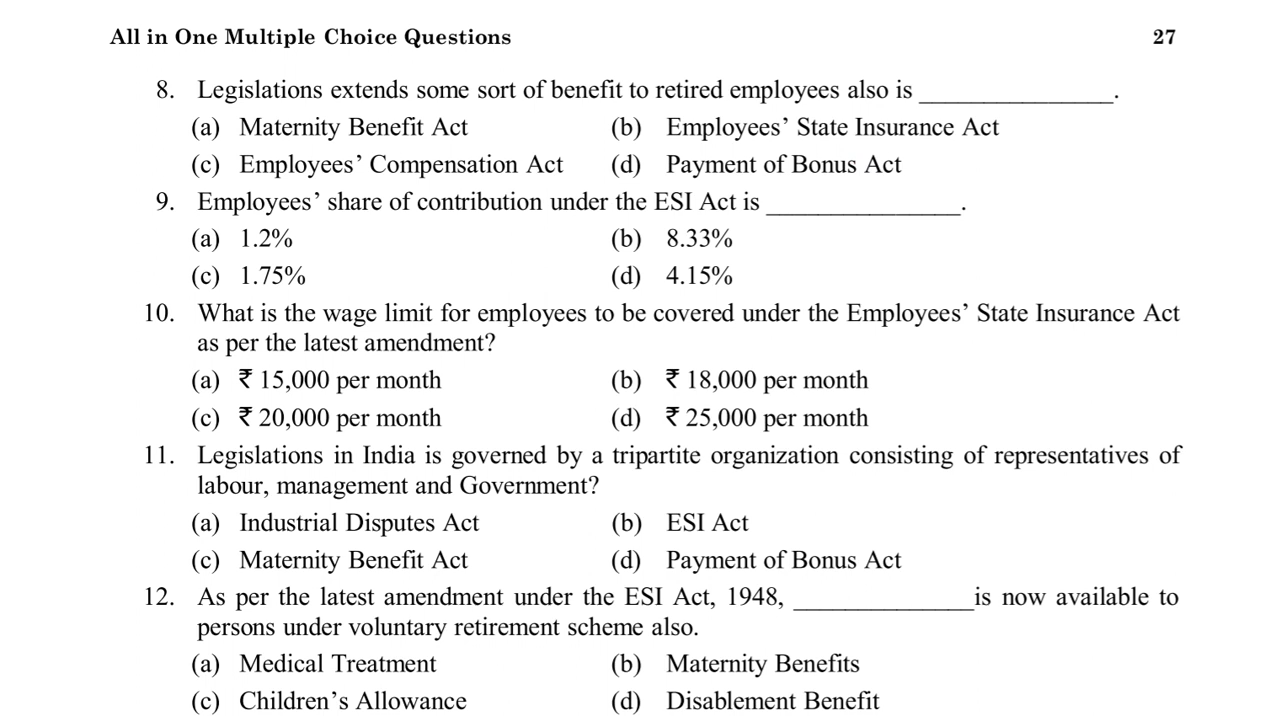 All in One Multiple Choice Questions 27
8. Legislations extends some sort of benefit to retired employees also is _______________.
(a) Maternity Benefit Act (b) Employees’ State Insurance Act
(c) Employees’ Compensation Act (d) Payment of Bonus Act
9. Employees’ share of contribution under the ESI Act is _______________.
(a) 1.2% (b) 8.33%
(c) 1.75% (d) 4.15%
10. What is the wage limit for employees to be covered under the Employees’ State Insurance Act
as per the latest amendment?
(a) ₹ 15,000 per month (b) ₹ 18,000 per month
(c) ₹ 20,000 per month (d) ₹ 25,000 per month
11. Legislations in India is governed by a tripartite organization consisting of representatives of
labour, management and Government?
(a) Industrial Disputes Act (b) ESI Act
(c) Maternity Benefit Act (d) Payment of Bonus Act
12. As per the latest amendment under the ESI Act, 1948, ______________is now available to
persons under voluntary retirement scheme also.
(a) Medical Treatment (b) Maternity Benefits
(c) Children’s Allowance (d) Disablement Benefit